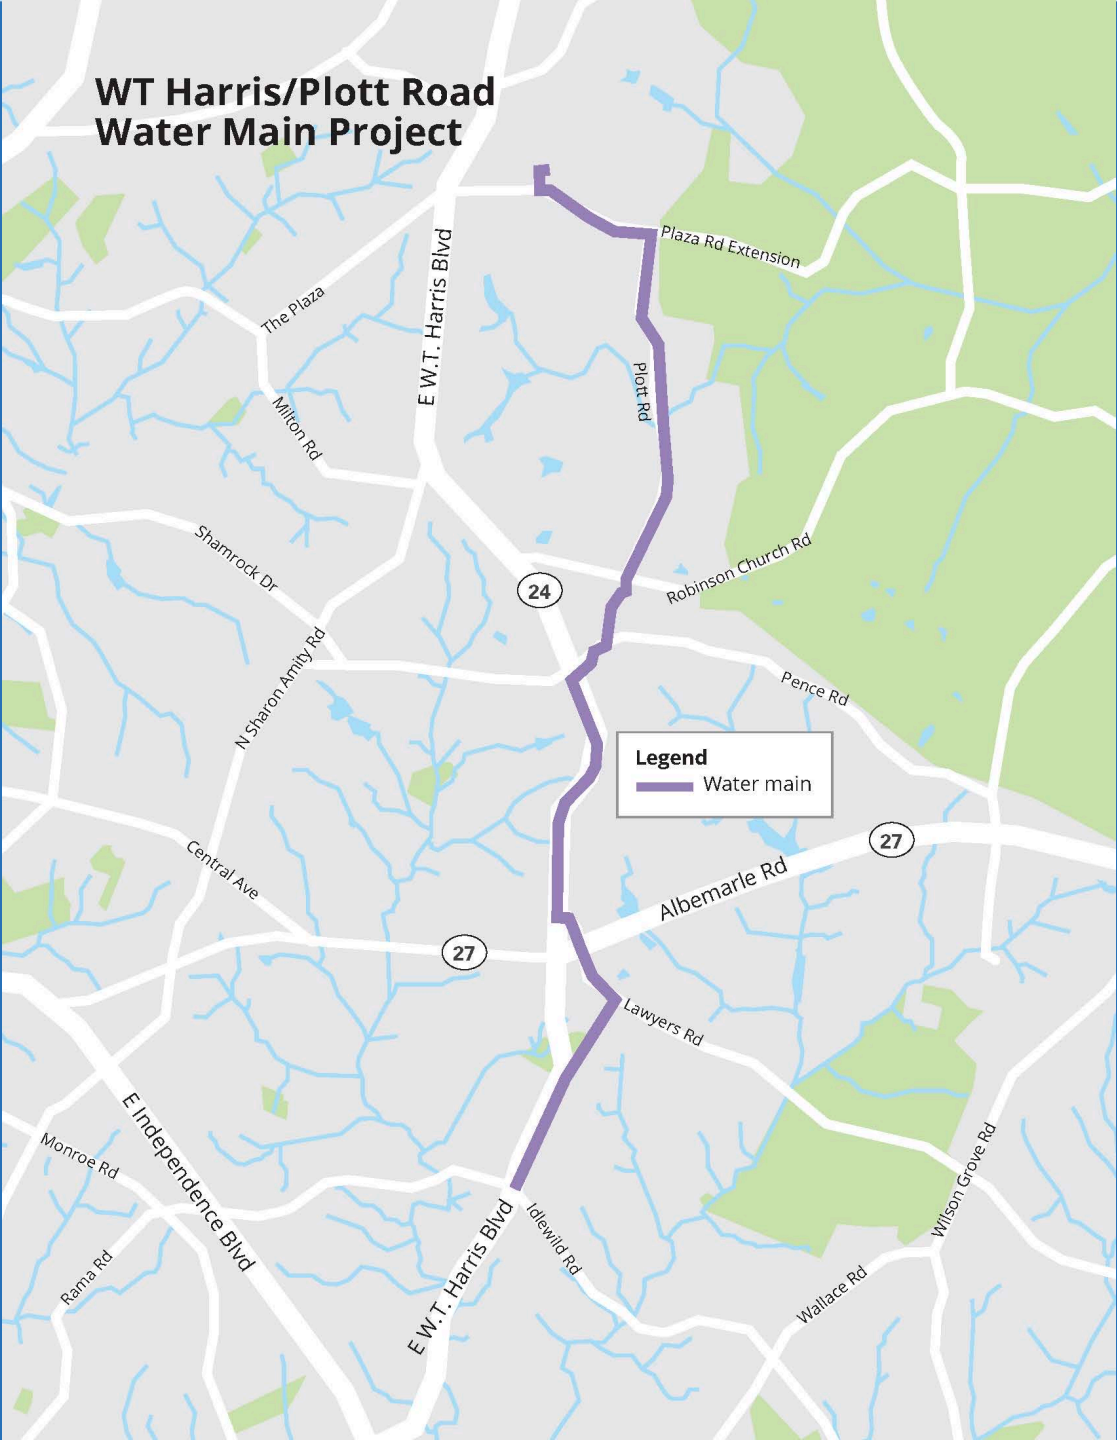 WT Harris/Plott Road
Water Main Project
Plaza Rd Extension
E W.T. Harris Blvd
The Plaza
Plott Rd
Milton Rd
Shamrock Dr
Robinson Church Rd
24
N Sharon Amity Rd
Pence Rd
Legend
Water main
27
Central Ave
Albemarle Rd
27
Lawyers Rd
E Independence Blvd
Monroe Rd
Wilson Grove Rd
E W.T. Harris Blvd
Idlewild Rd
Rama Rd
Wallace Rd